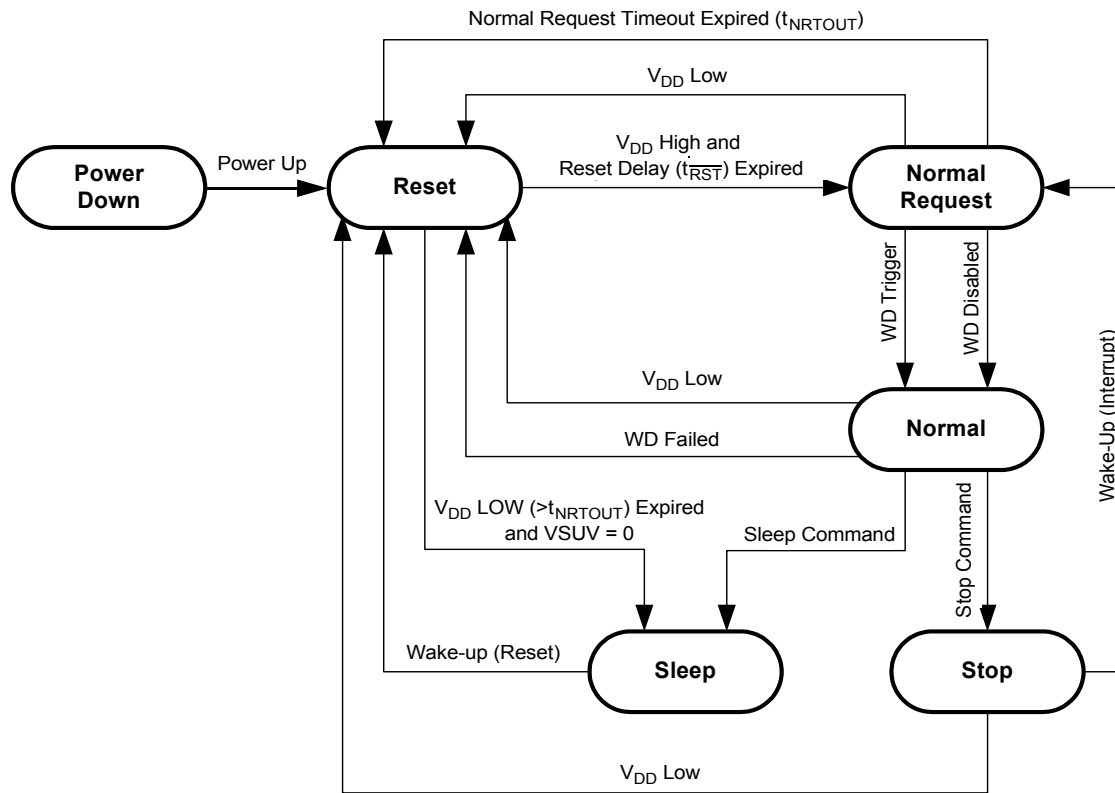 Normal Request Timeout Expired (tNRTOUT)
VDD Low
VDD High and
Reset Delay (tRST) Expired
Power Up
Power
Down
Reset
Normal
Request
WD Trigger
WD Disabled
Wake-Up (Interrupt)
VDD Low
Normal
WD Failed
VDD LOW (>tNRTOUT) Expired
and VSUV = 0
Sleep Command
Stop Command
Wake-up (Reset)
Sleep
Stop
VDD Low